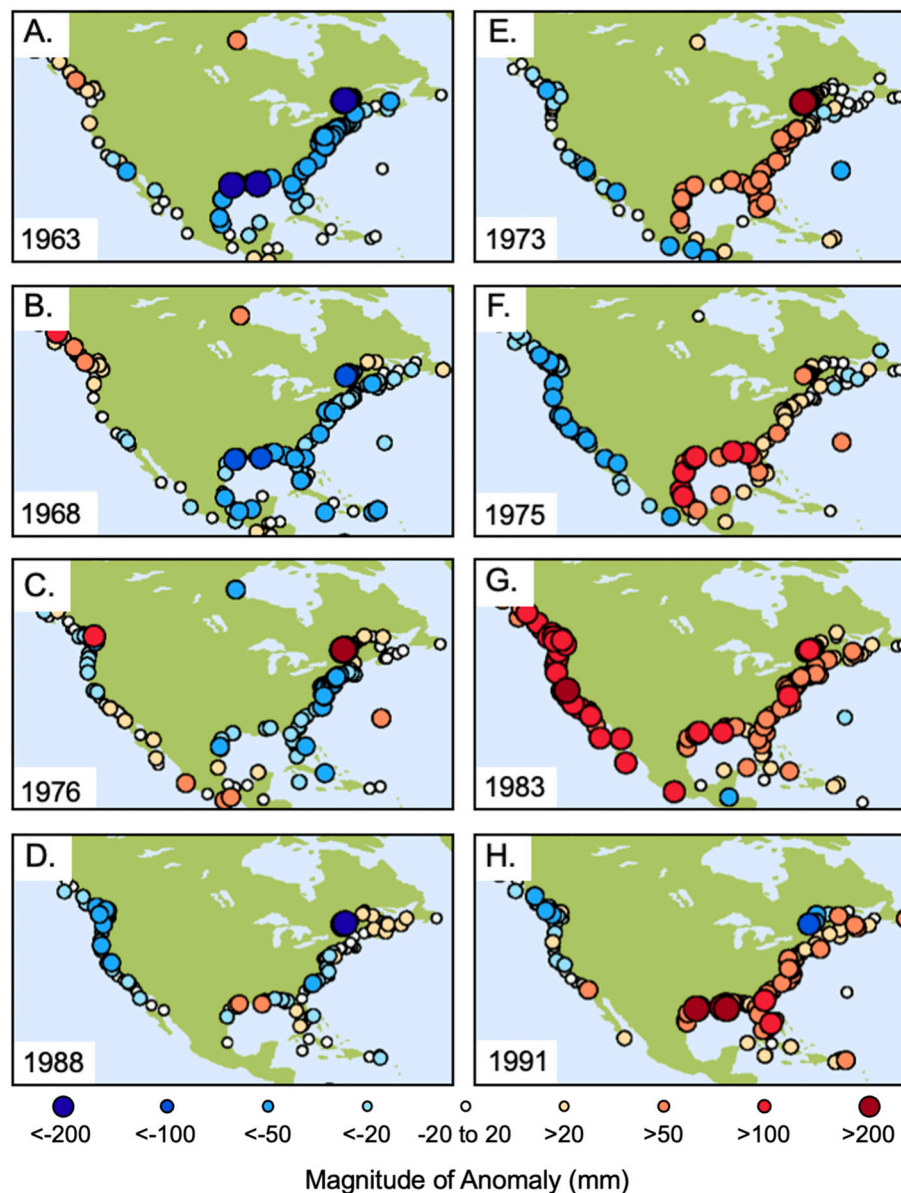 A.
E.
1963
1973
B.
F.
1968
1975
C.
G.
1976
1983
D.
H.
1988
1991
<-200 <-100 <-50 <-20 -20 to 20 >20 >50 >100 >200
Magnitude of Anomaly (mm)